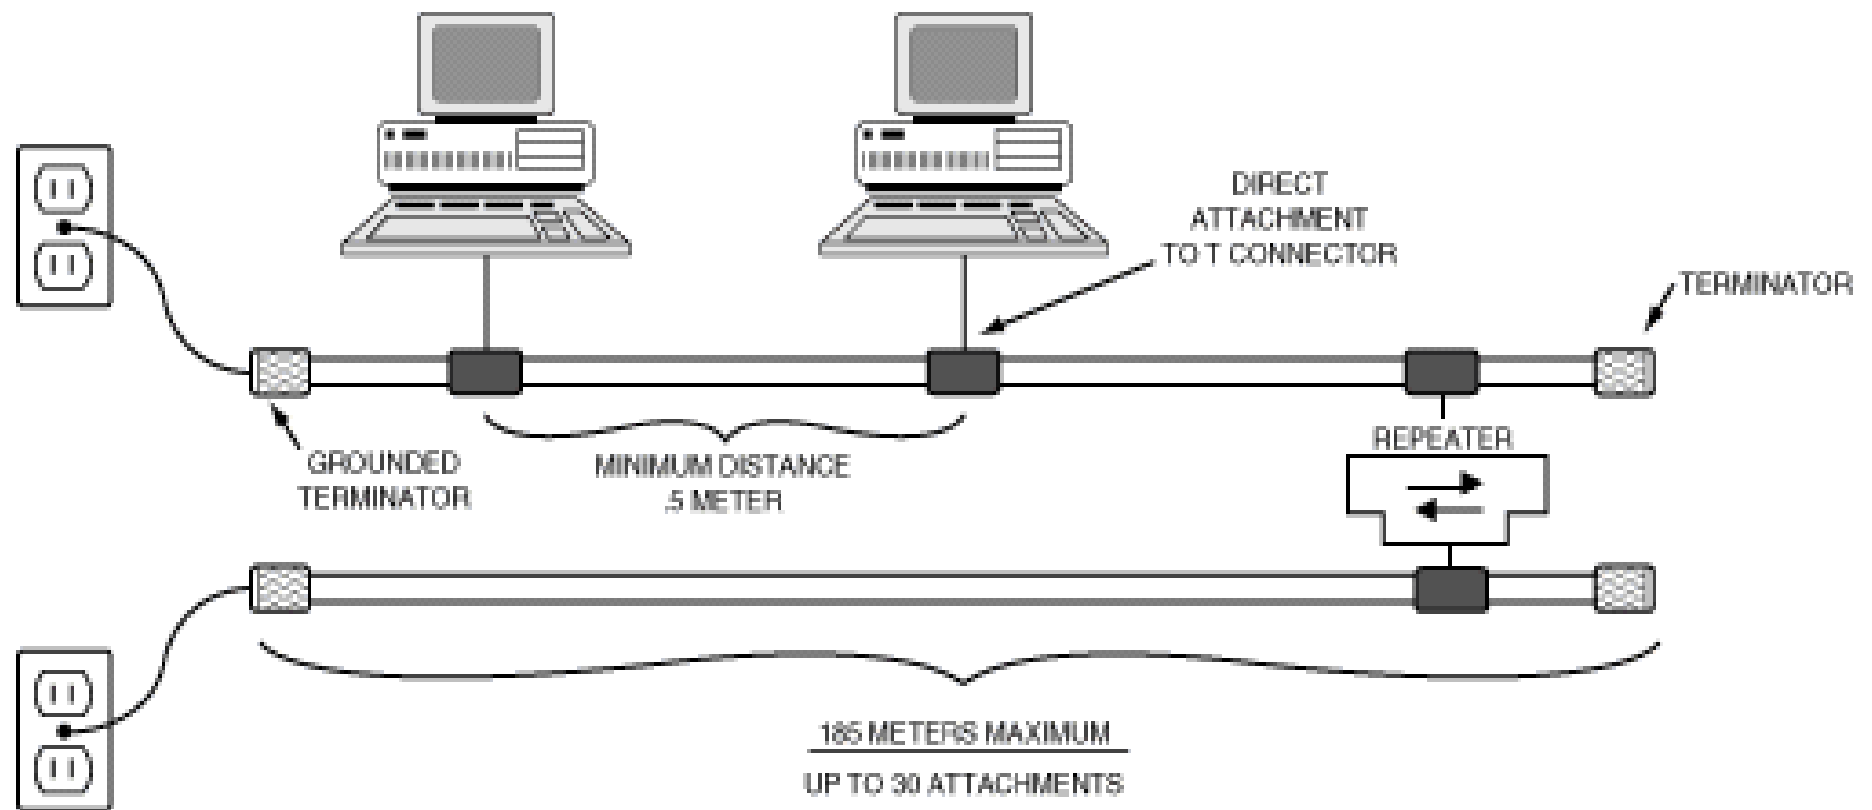 DIRECT
ATTACHMENT
TO T CONNECTOR
TERMINATOR
REPEATER
GROUNDED
TERMINATOR
MINIMUM DISTANCE
.5 METER
185 METERS MAXIMUM
UP TO 30 ATTACHMENTS